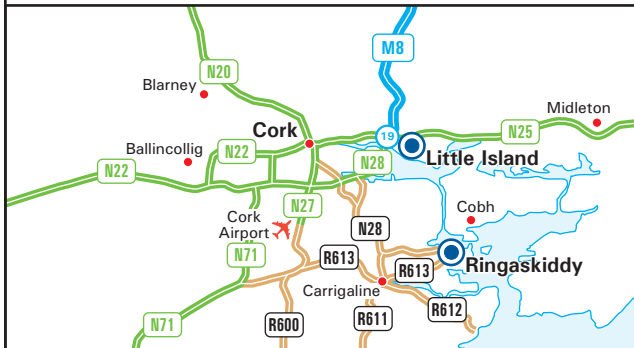 M8
N20
Blarney
Midleton
Cork
19
N25
Ballincollig
N22
N28
Little Island
N22
Cork
Airport
N27
Cobh
N28
N71
R613
R613
Ringaskiddy
Carrigaline
R612
N71
R600
R611